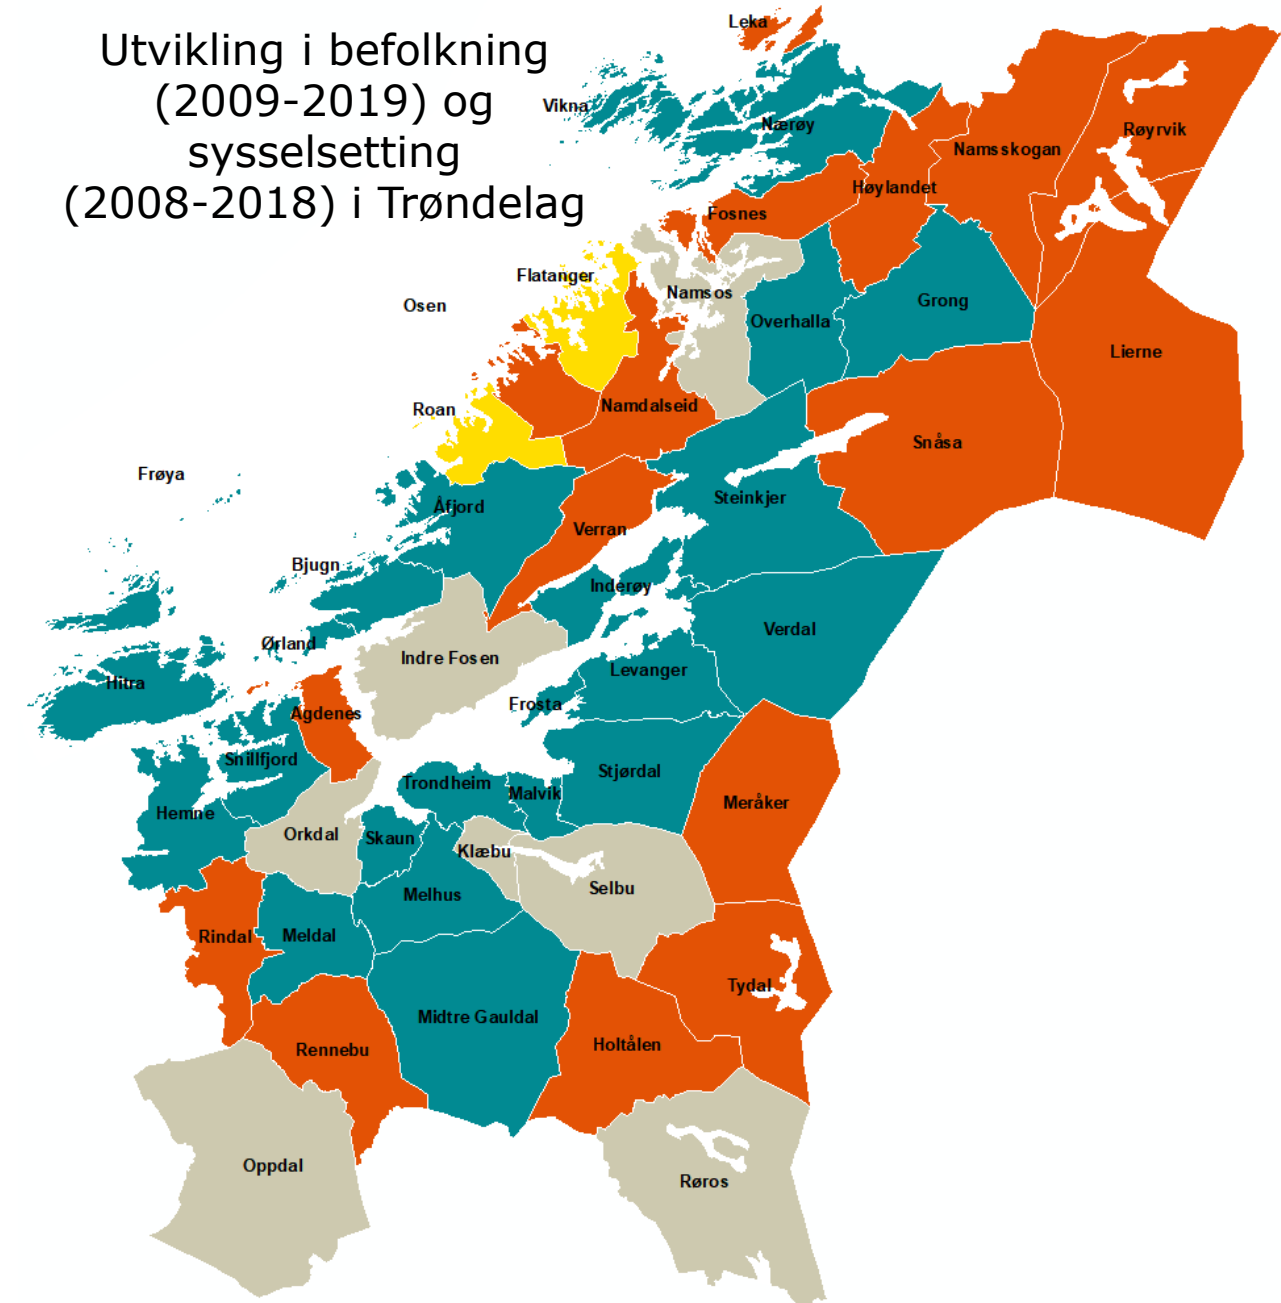 Utvikling i befolkning
(2009-2019) og
sysselsetting
(2008-2018) i Trøndelag
Leka
Vikna
Nærøy
Røyrvik
Namsskogan
Høylandet
Fosnes
Flatanger
Namsos
Osen
Grong
Overhalla
Lierne
Roan
Namdalseid
Snåsa
Frøya
Steinkjer
Åfjord
Verran
Bjugn
Inderøy
Verdal
Ørland
Indre Fosen
Levanger
Hitra
Frosta
Agdenes
Snillfjord
Stjørdal
Trondheim
Malvik
Meråker
Hemne
Orkdal
Skaun
Klæbu
Selbu
Melhus
Rindal
Meldal
Tydal
Midtre Gauldal
Holtålen
Rennebu
Oppdal
Røros